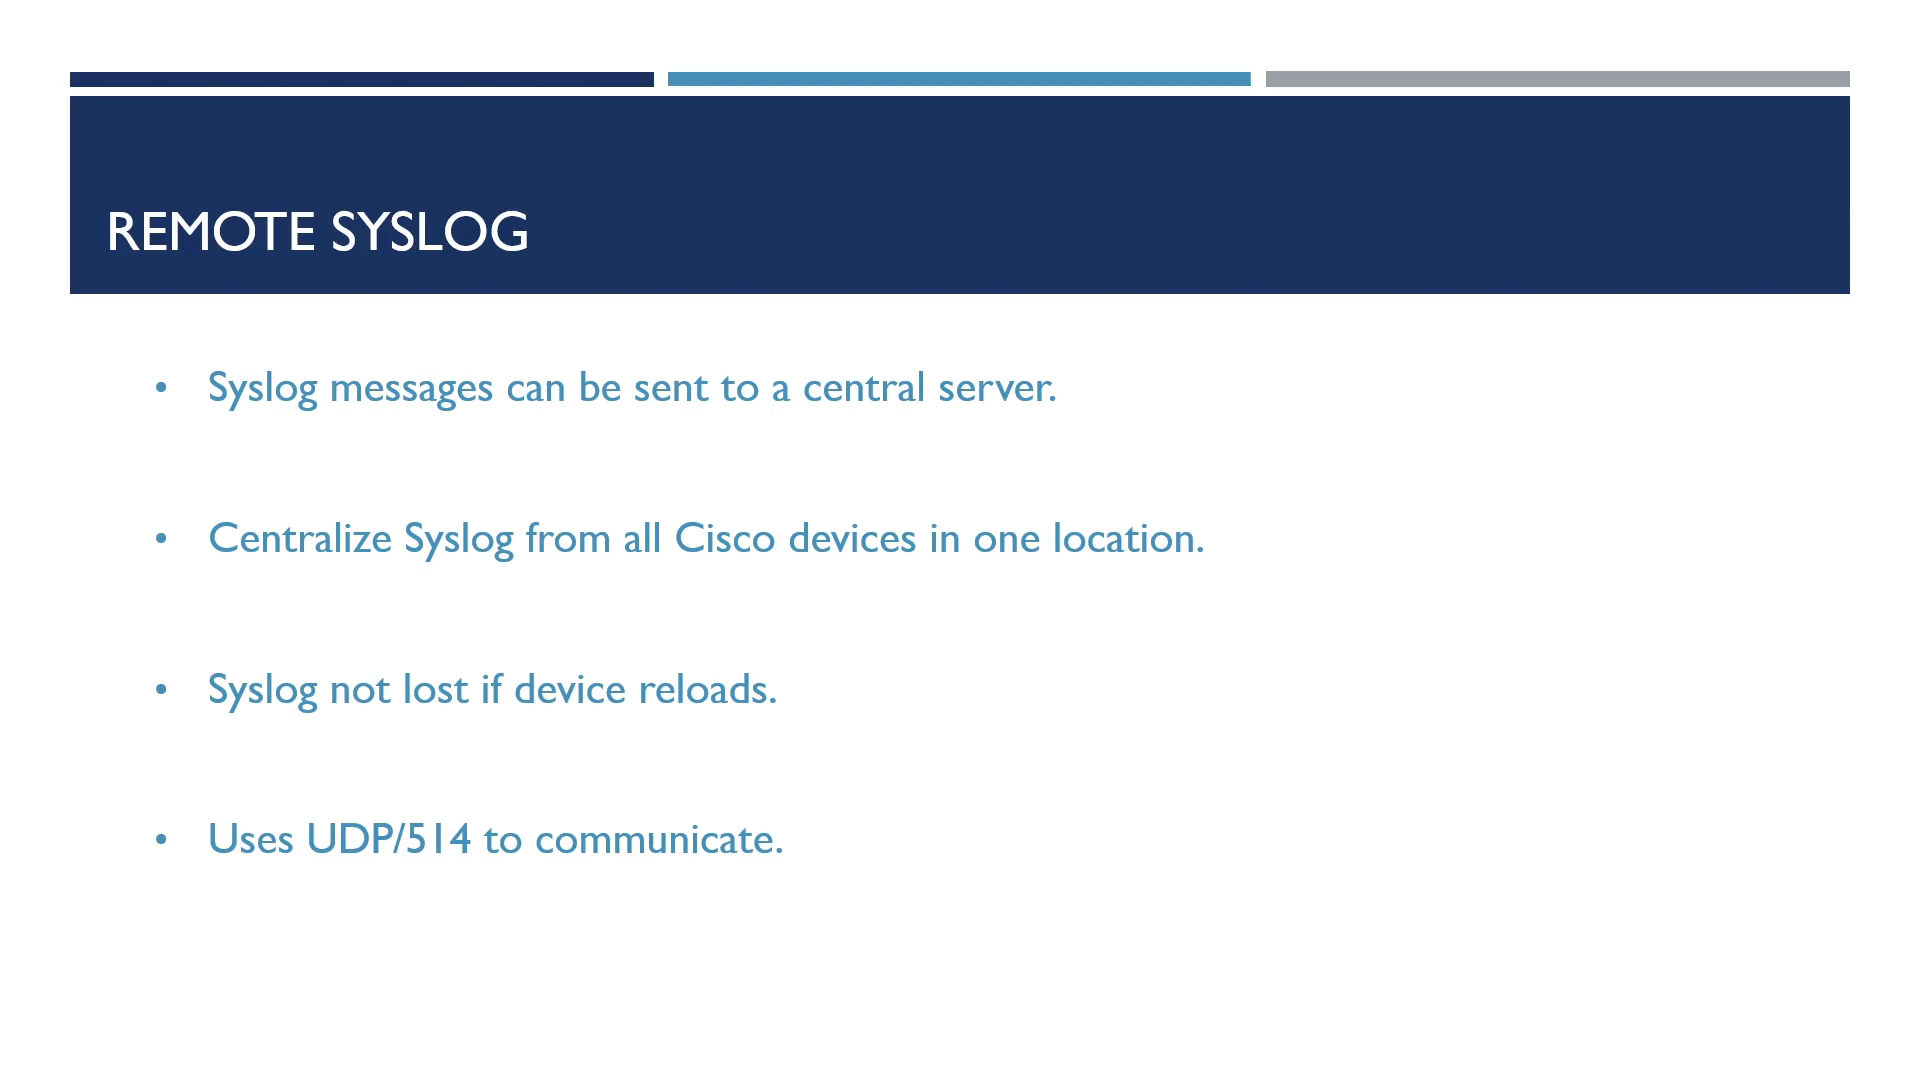 REMOTE SYSLOG
• Syslog messages can be sent to a central server.
• Centralize Syslog from all Cisco devices in one location.
• Syslog not lost if device reloads.
• Uses UDP/514 to communicate.